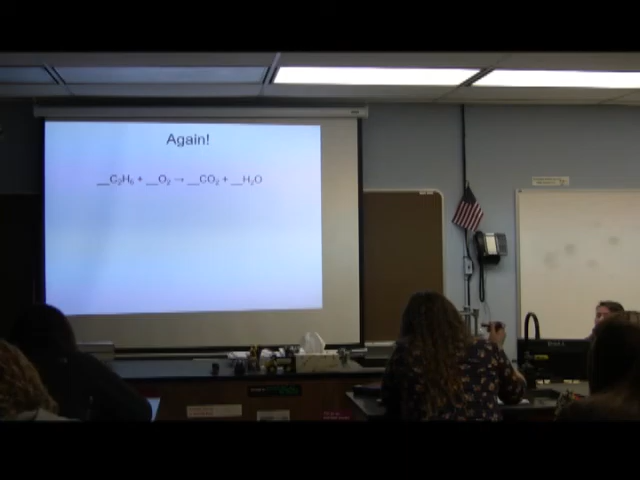 Again!
__C₂H₆ + __O₂ → __CO₂ + __H₂O